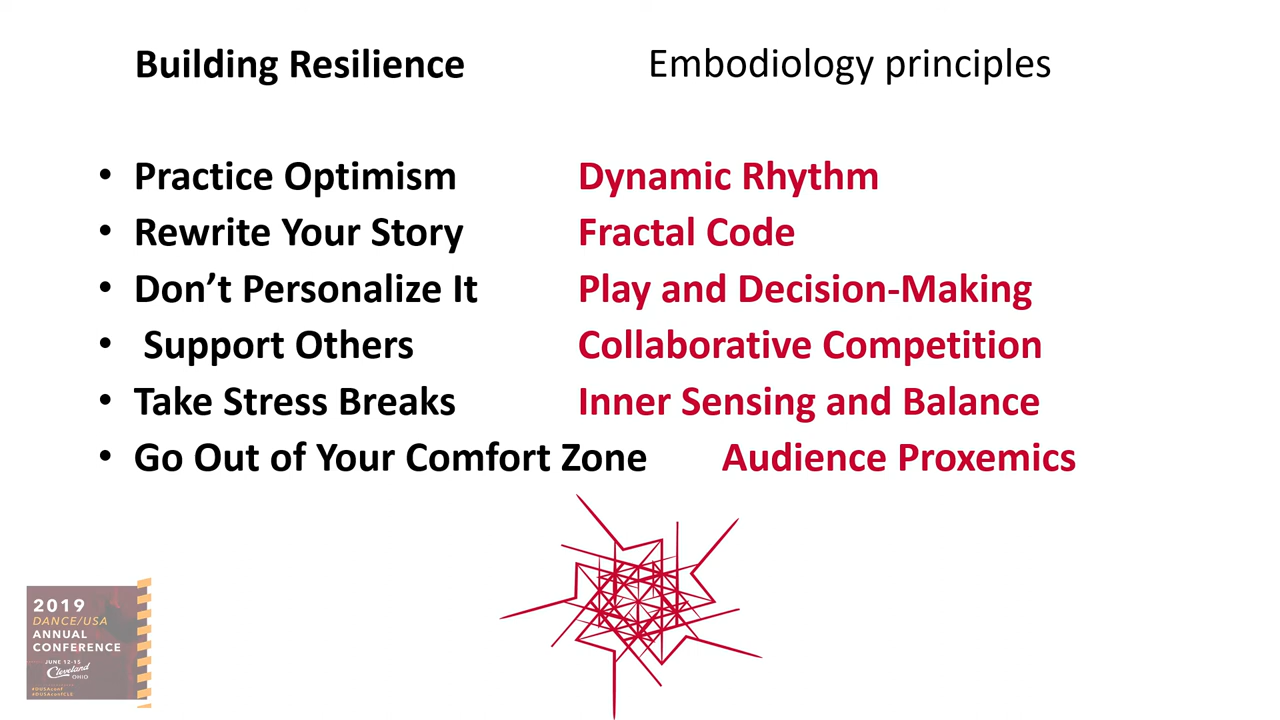 Building Resilience Embodiology principles
• Practice Optimism Dynamic Rhythm
• Rewrite Your Story Fractal Code
• Don’t Personalize It Play and Decision-Making
• Support Others Collaborative Competition
• Take Stress Breaks Inner Sensing and Balance
• Go Out of Your Comfort Zone Audience Proxemics
2019
DANCE/USA
ANNUAL
CONFERENCE
JUNE 12-15
Cleveland
OHIO
#DUSAconf
#DUSAconfCLE